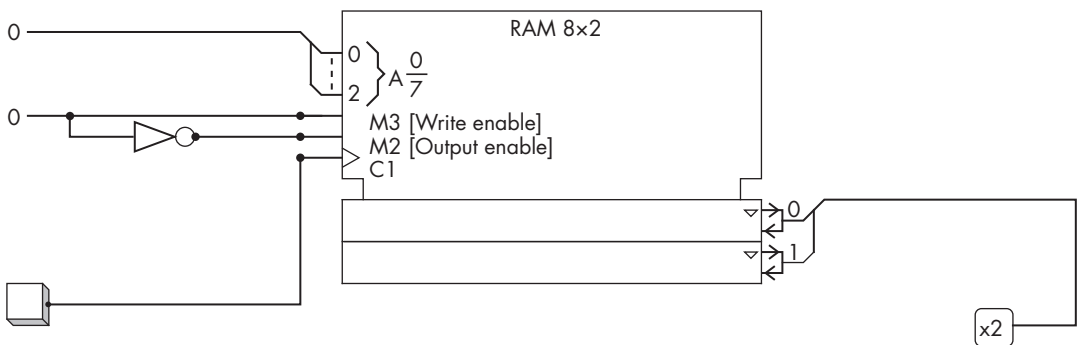 RAM 8×2
0
0
2
A 0
7
0
M3 [Write enable]
M2 [Output enable]
C1
0
1
x2